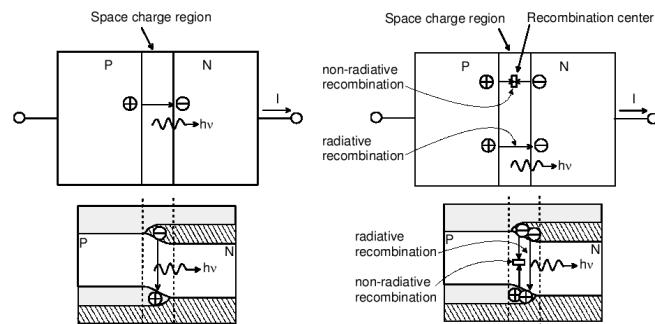 Space charge region
P
N
I
hν
P
N
hν
Space charge region
Recombination center
P
N
non-radiative
recombination
I
radiative
recombination
hν
P
N
radiative
recombination
hν
non-radiative
recombination